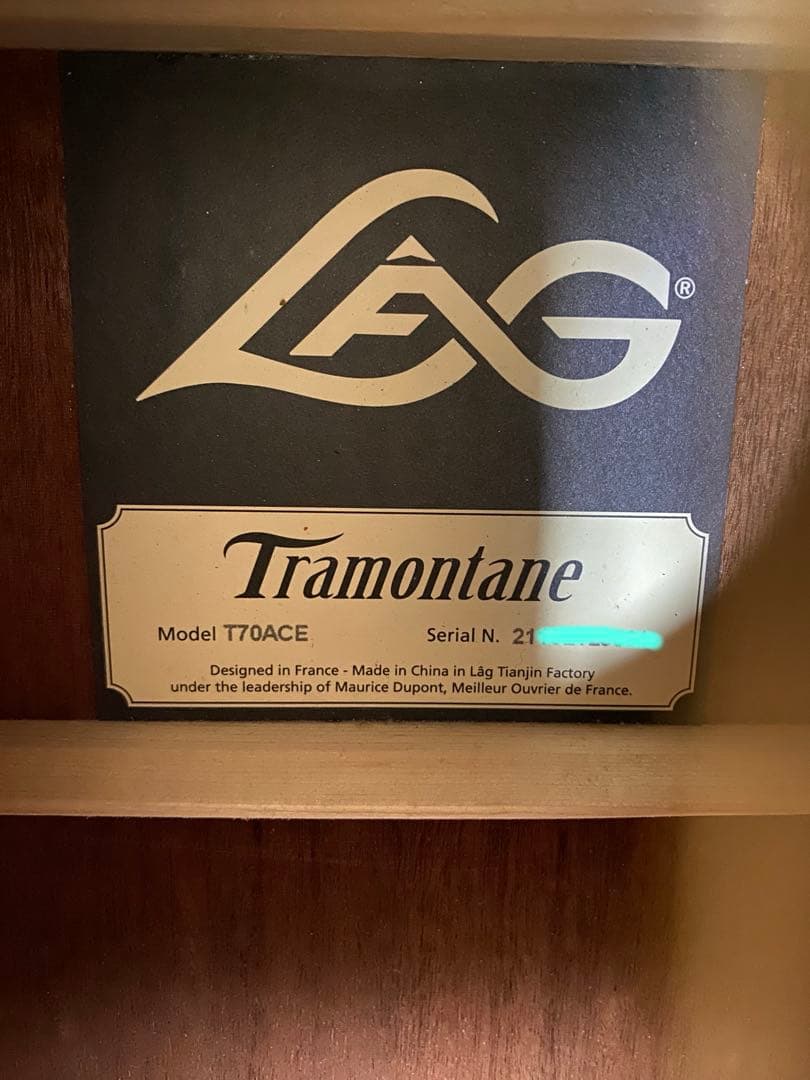 LÂG®
Tramontane
Model T70ACE Serial N. 21
Designed in France - Made in China in Lâg Tianjin Factory
under the leadership of Maurice Dupont, Meilleur Ouvrier de France.